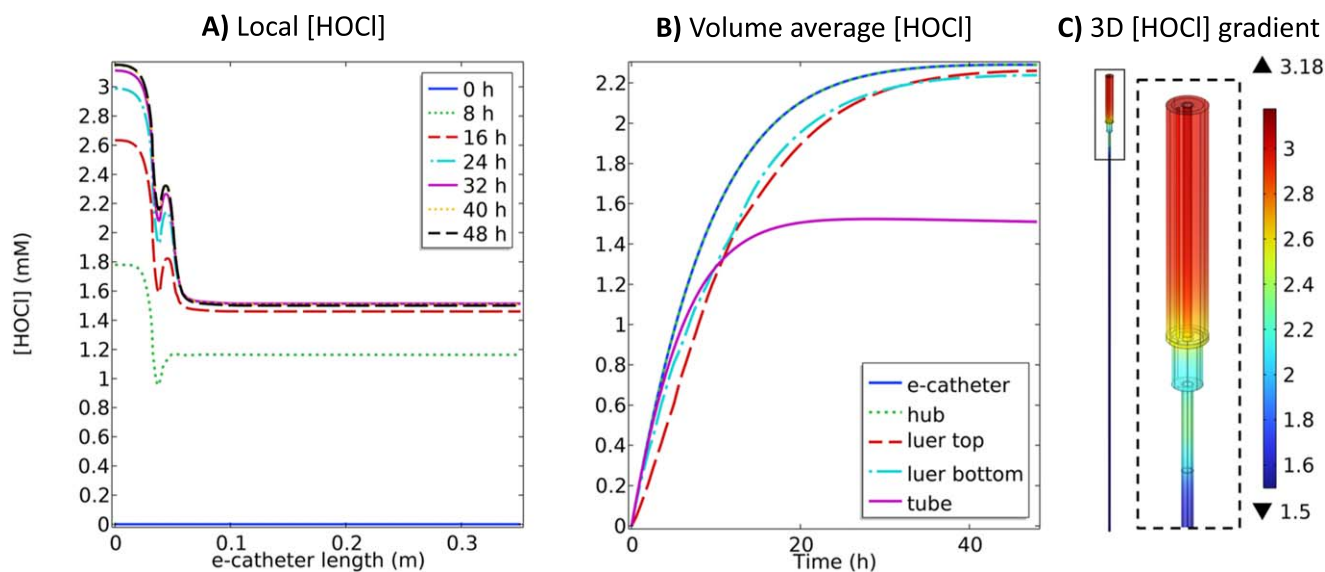 A) Local [HOCl]
[HOCl] (mM)
3
2.8
2.6
2.4
2.2
2
1.8
1.6
1.4
1.2
1
0.8
0.6
0.4
0.2
0
0 0.1 0.2 0.3
e-catheter length (m)
0 h
8 h
16 h
24 h
32 h
40 h
48 h
B) Volume average [HOCl]
2.2
2
1.8
1.6
1.4
1.2
1
0.8
0.6
0.4
0.2
0
0 20 40
Time (h)
e-catheter
hub
luer top
luer bottom
tube
C) 3D [HOCl] gradient
▲ 3.18
3
2.8
2.6
2.4
2.2
2
1.8
1.6
▼ 1.5